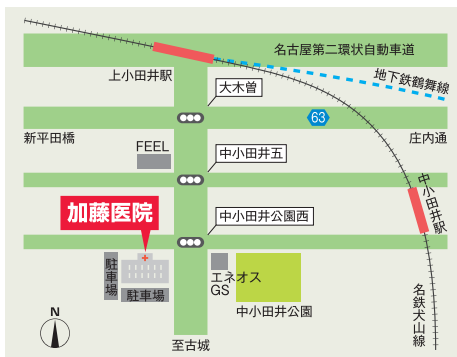 名古屋第二環状自動車道
上小田井駅
地下鉄鶴舞線
大木曽
63
新平田橋
庄内通
FEEL
中小田井五
中小田井駅
加藤医院
中小田井公園西
駐車場
駐車場
エネオス
GS
中小田井公園
名鉄犬山線
N
至古城